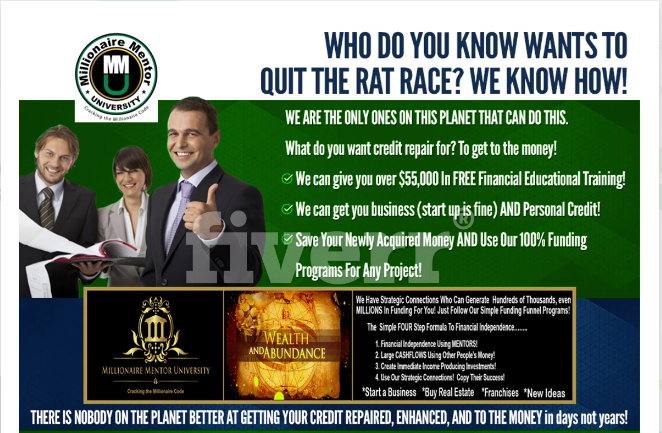 Millionaire Mentor
MM
U
UNIVERSITY
Cracking the Millionaire Code
WHO DO YOU KNOW WANTS TO
QUIT THE RAT RACE? WE KNOW HOW!
WE ARE THE ONLY ONES ON THIS PLANET THAT CAN DO THIS.
What do you want credit repair for? To get to the money!
We can give you over $55,000 In FREE Financial Educational Training!
We can get you business (start up is fine) AND Personal Credit!
Save Your Newly Acquired Money AND Use Our 100% Funding
Programs For Any Project!
fiverr®
MILLIONAIRE MENTOR UNIVERSITY
Cracking the Millionaire Code
WEALTH
AND ABUNDANCE
We Have Strategic Connections Who Can Generate Hundreds of Thousands, even
MILLIONS In Funding For You! Just Follow Our Simple Funding Funnel Programs!
The Simple FOUR Step Formula To Financial Independence.......
1. Financial Independence Using MENTORS!
2. Large CASHFLOWS Using Other People's Money!
3. Create Immediate Income Producing Investments!
4. Use Our Strategic Connections! Copy Their Success!
*Start a Business *Buy Real Estate *Franchises *New Ideas
THERE IS NOBODY ON THE PLANET BETTER AT GETTING YOUR CREDIT REPAIRED, ENHANCED, AND TO THE MONEY in days not years!